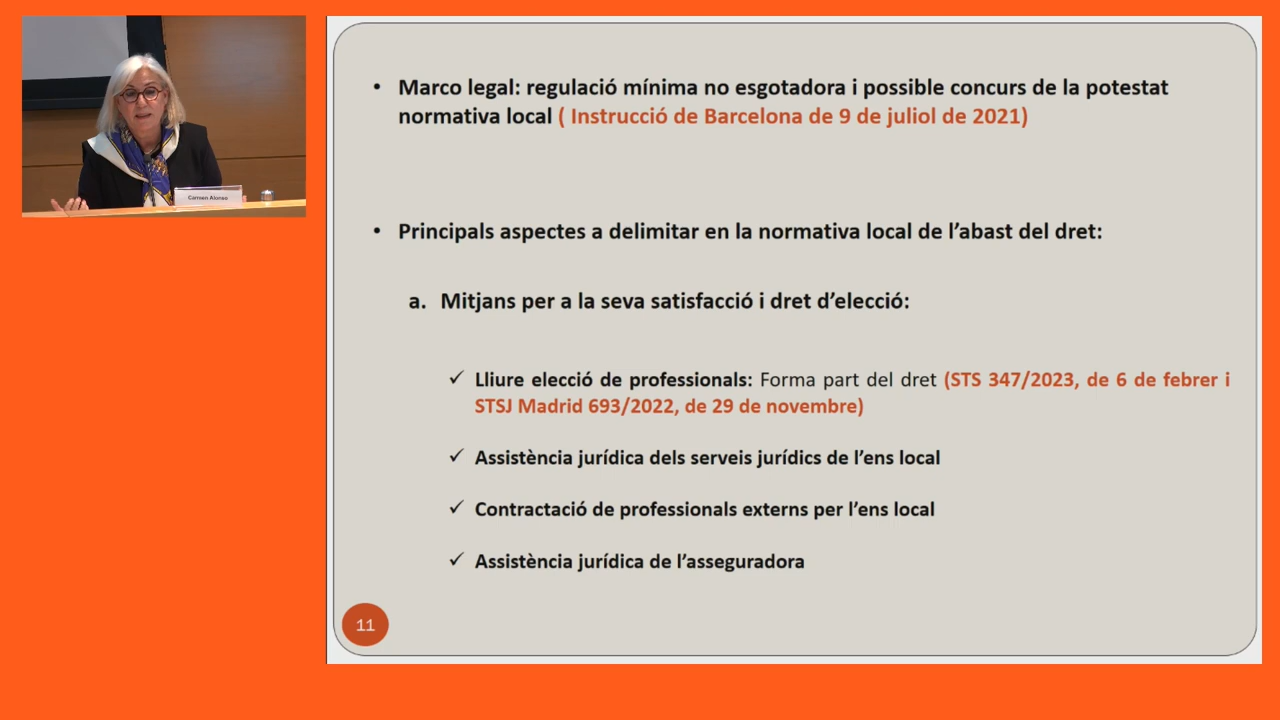 Carmen Alonso
• Marco legal: regulació mínima no esgotadora i possible concurs de la potestat
normativa local ( Instrucció de Barcelona de 9 de juliol de 2021)
• Principals aspectes a delimitar en la normativa local de l’abast del dret:
a. Mitjans per a la seva satisfacció i dret d’elecció:
✓ Lliure elecció de professionals: Forma part del dret (STS 347/2023, de 6 de febrer i
STSJ Madrid 693/2022, de 29 de novembre)
✓ Assistència jurídica dels serveis jurídics de l’ens local
✓ Contractació de professionals externs per l’ens local
✓ Assistència jurídica de l’asseguradora
11